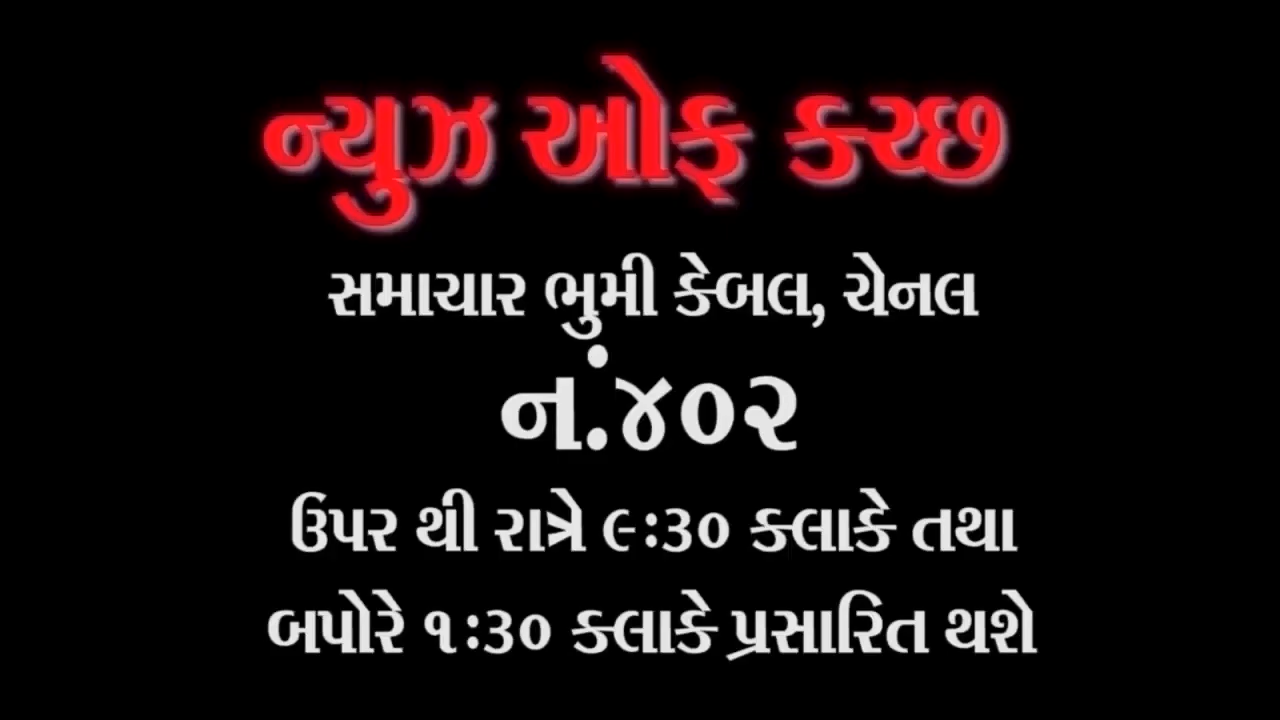 ન્યુઝ ઓફ કચ્છ
સમાચાર ભુમી કેબલ, ચેનલ
નં.૪૦૨
ઉપર થી રાત્રે ૯:૩૦ કલાકે તથા
બપોરે ૧:૩૦ કલાકે પ્રસારિત થશે